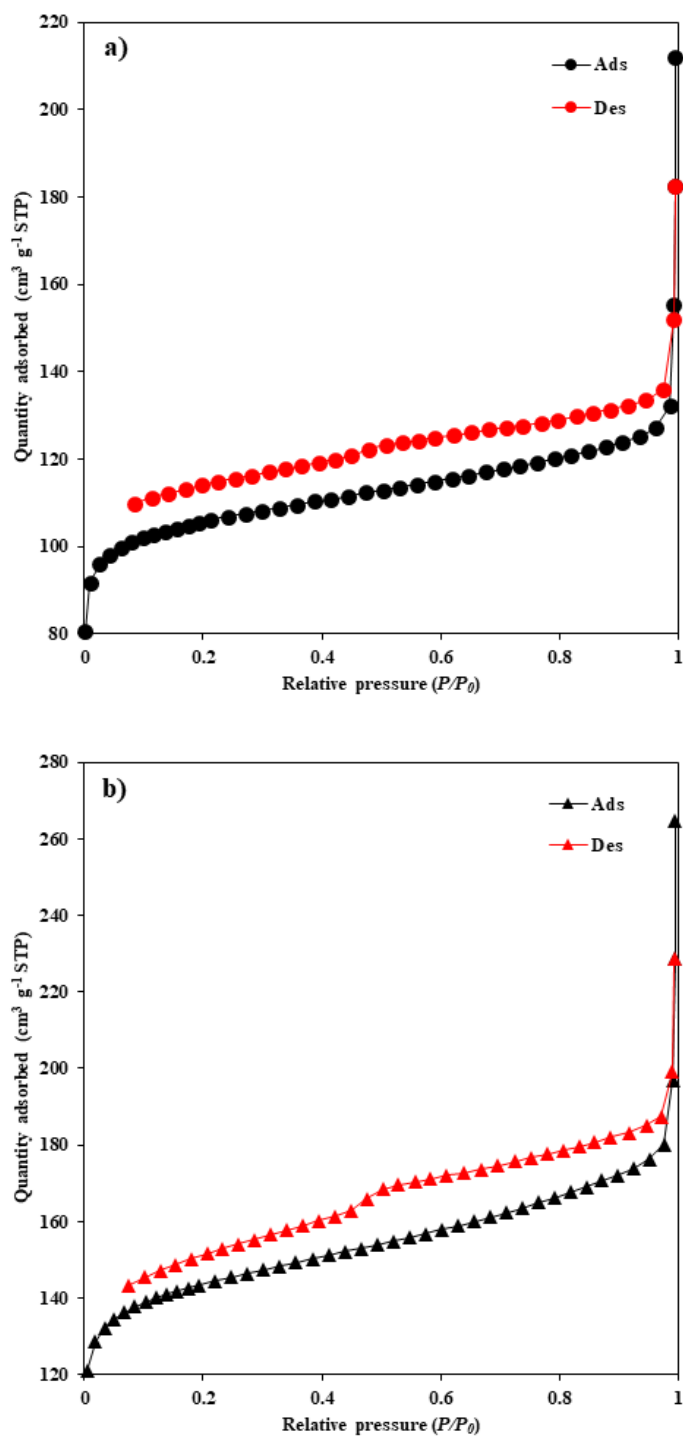 a)
Ads
Des
220
200
180
160
140
120
100
80
0
0.2
0.4
0.6
0.8
1
Quantity adsorbed (cm³ g⁻¹ STP)
Relative pressure (P/P₀)
b)
Ads
Des
280
260
240
220
200
180
160
140
120
0
0.2
0.4
0.6
0.8
1
Quantity adsorbed (cm³ g⁻¹ STP)
Relative pressure (P/P₀)